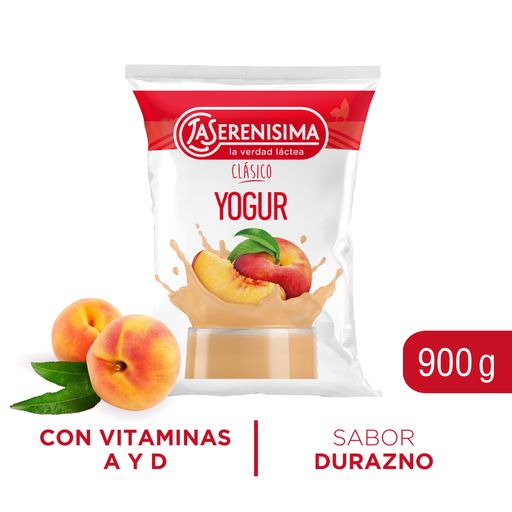 LA SERENISIMA
la verdad láctea
CLÁSICO
YOGUR
900 g
CON VITAMINAS
A Y D
SABOR
DURAZNO